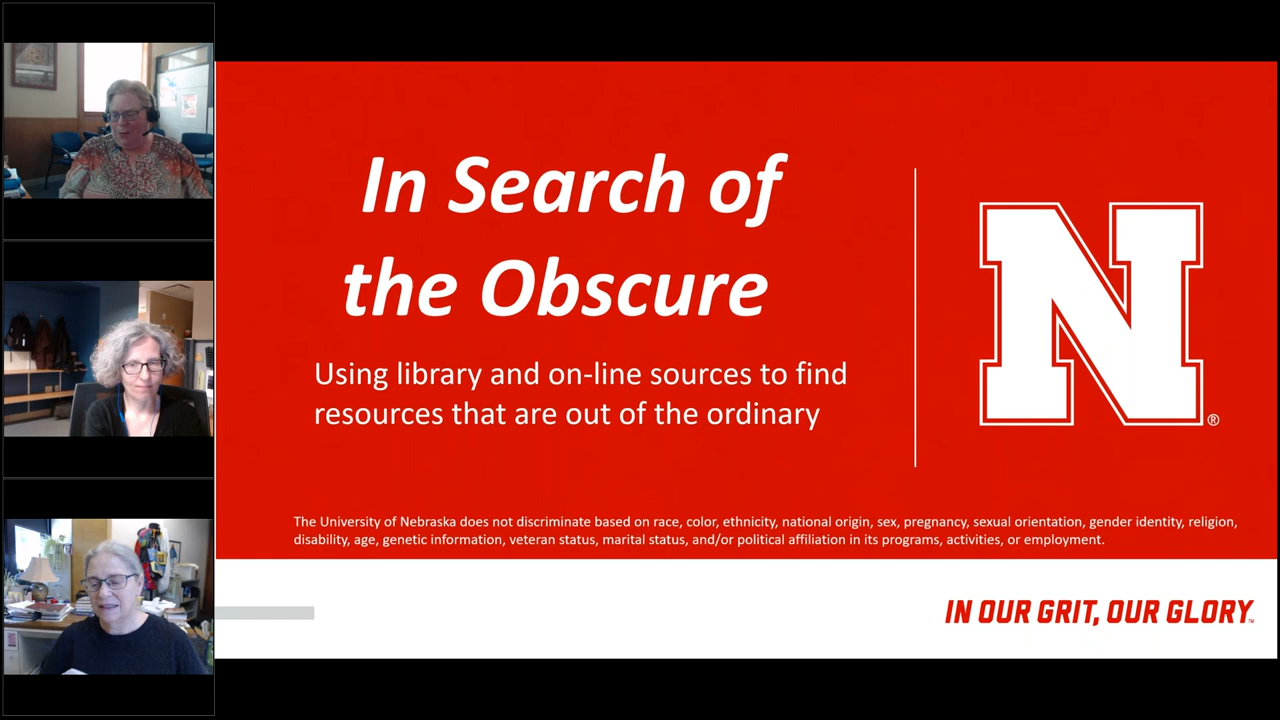 In Search of
the Obscure
Using library and on-line sources to find
resources that are out of the ordinary
N®
The University of Nebraska does not discriminate based on race, color, ethnicity, national origin, sex, pregnancy, sexual orientation, gender identity, religion,
disability, age, genetic information, veteran status, marital status, and/or political affiliation in its programs, activities, or employment.
IN OUR GRIT, OUR GLORY™